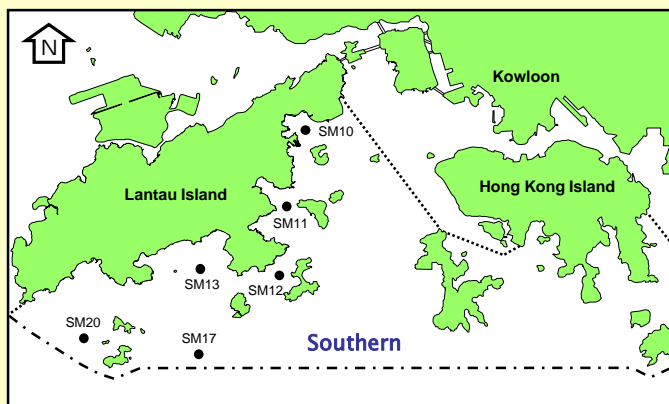 N
Kowloon
SM10
Lantau Island
Hong Kong Island
SM11
SM13
SM12
SM20
SM17
Southern